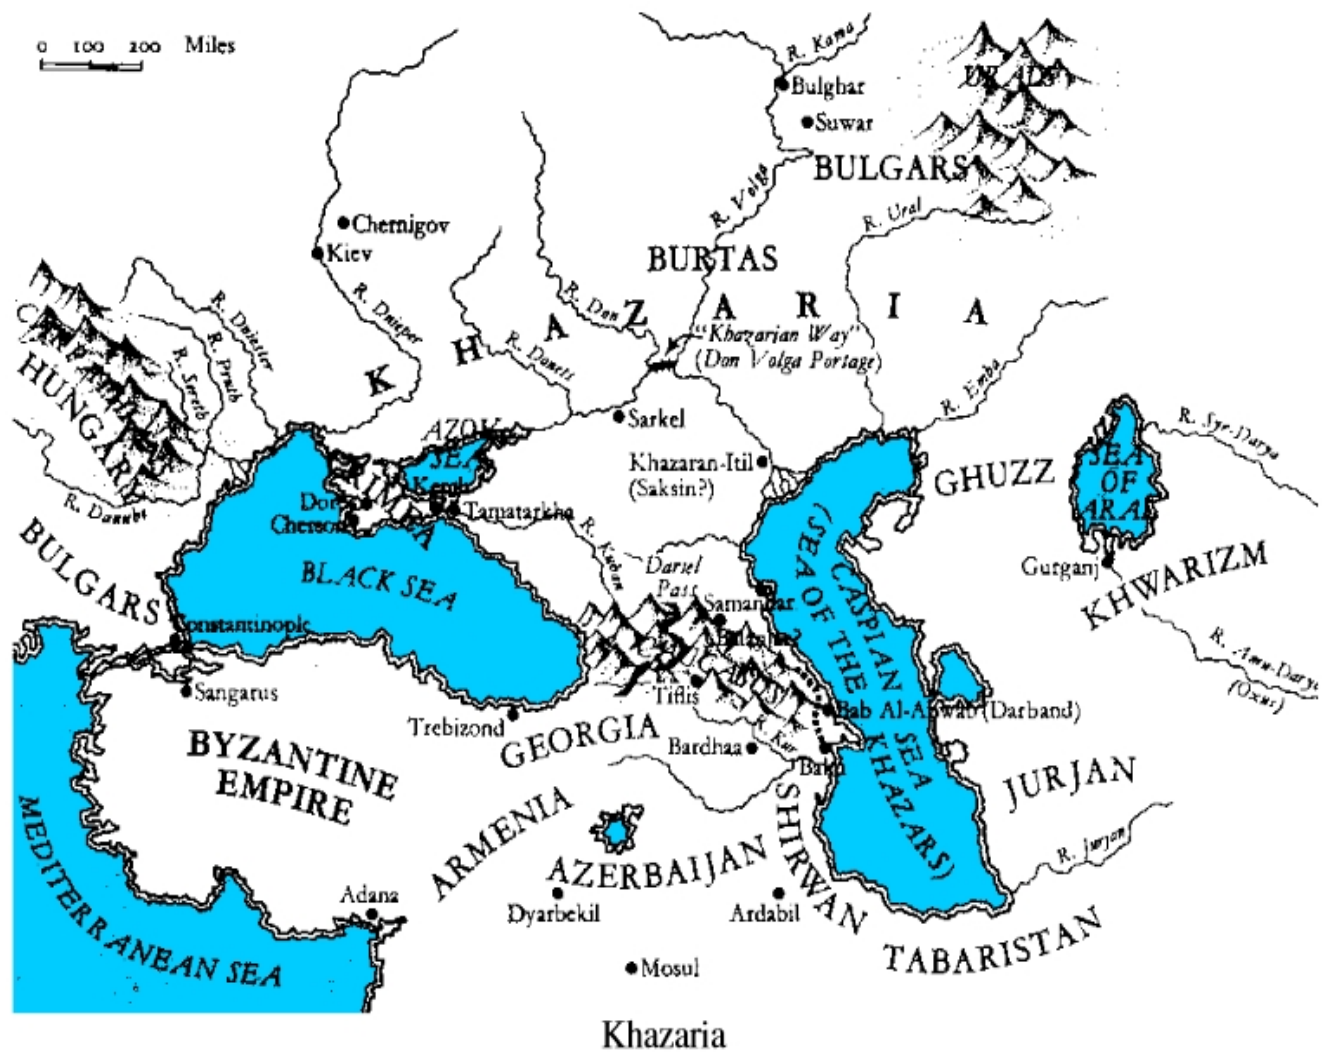 0 100 200 Miles
R. Kama
URALS
Bulghar
Suwar
BULGARS
R. Volga
R. Ural
Chernigov
Kiev
BURTAS
KHAZARIA
R. Dnieper
R. Dniester
R. Pruth
R. Sereth
R. Don
R. Donetz
"Khazarian Way"
(Don Volga Portage)
R. Emba
HUNGARY
R. Danube
Sarkel
AZOV
SEA
Khazaran-Itil
(Saksin?)
GHUZZ
SEA
OF
ARAL
R. Syr-Darya
CRIMEA
Kerch
Doros
Cherson
Tamatarkha
R. Kuban
BULGARS
BLACK SEA
Dariel
Pass
Samandar
Gurganj
KHWARIZM
CASPIAN SEA
(SEA OF THE KHAZARS)
Constantinople
Balanjar?
R. Amu-Darya
(Oxus)
Sangarus
Tiflis
Trebizond
GEORGIA
Bab Al-Abwab (Darband)
R. Kur
Bardhaa
Baku
BYZANTINE
EMPIRE
JURJAN
SHIRWAN
ARMENIA
AZERBAIJAN
R. Jurjan
MEDITERRANEAN SEA
Adana
Dyarbekil
Ardabil
TABARISTAN
Mosul
Khazaria